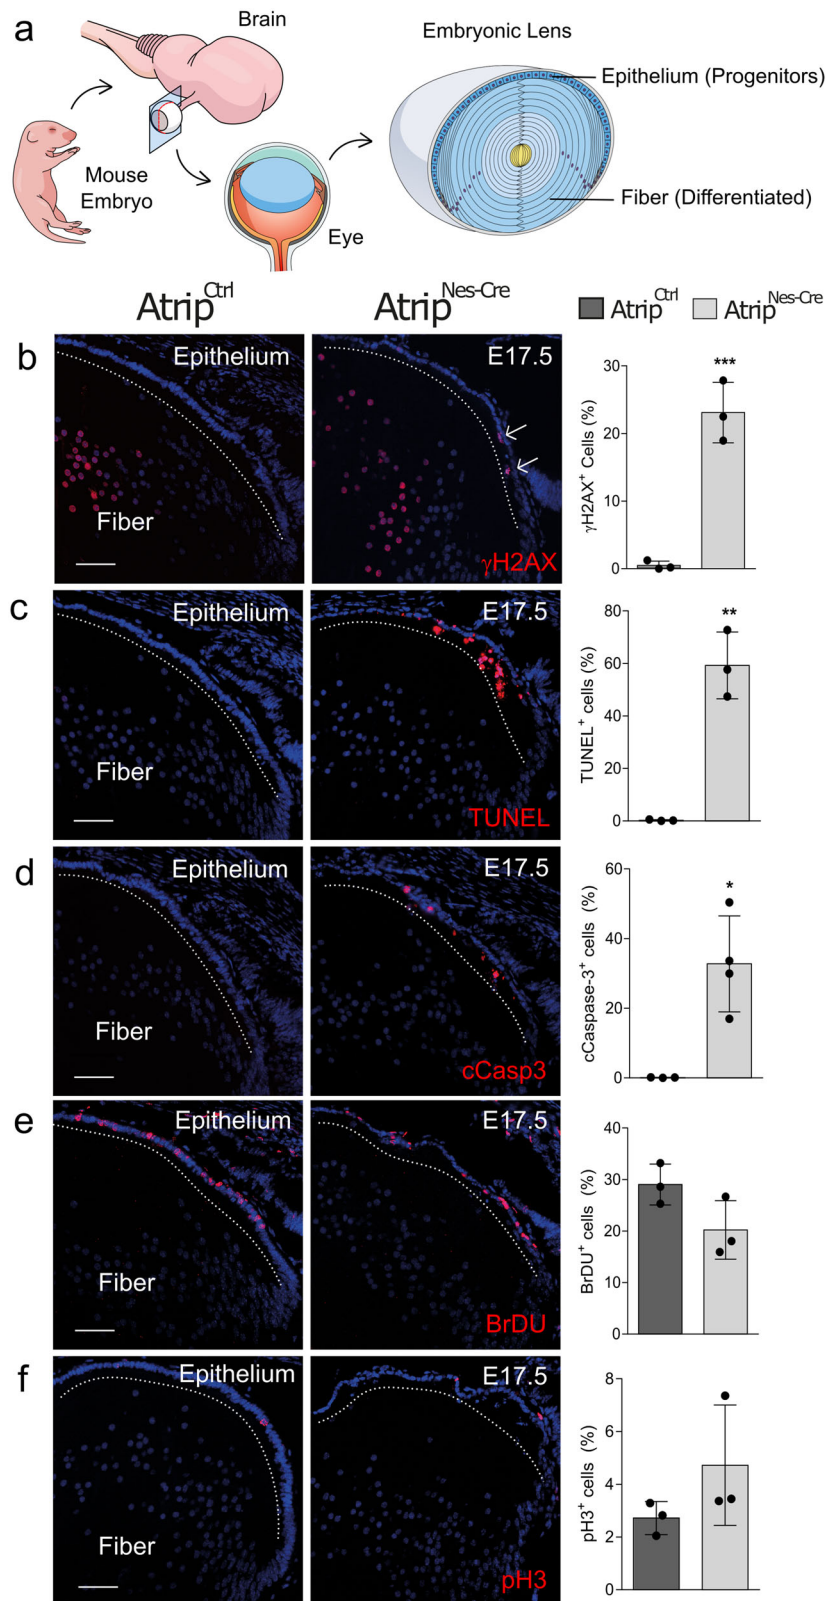 a
Brain
Embryonic Lens
Epithelium (Progenitors)
Mouse
Embryo
Fiber (Differentiated)
Eye
Atrip^Ctrl
Atrip^Nes-Cre
Atrip^Ctrl
Atrip^Nes-Cre
b
Epithelium
E17.5
Fiber
γH2AX
γH2AX⁺ Cells (%)
30
20
10
0
***
c
Epithelium
E17.5
Fiber
TUNEL
TUNEL⁺ cells (%)
80
60
40
20
0
**
d
Epithelium
E17.5
Fiber
cCasp3
cCaspase-3⁺ cells (%)
60
40
20
0
*
e
Epithelium
E17.5
Fiber
BrDU
BrDU⁺ cells (%)
40
30
20
10
0
f
Epithelium
E17.5
Fiber
pH3
pH3⁺ cells (%)
8
6
4
2
0